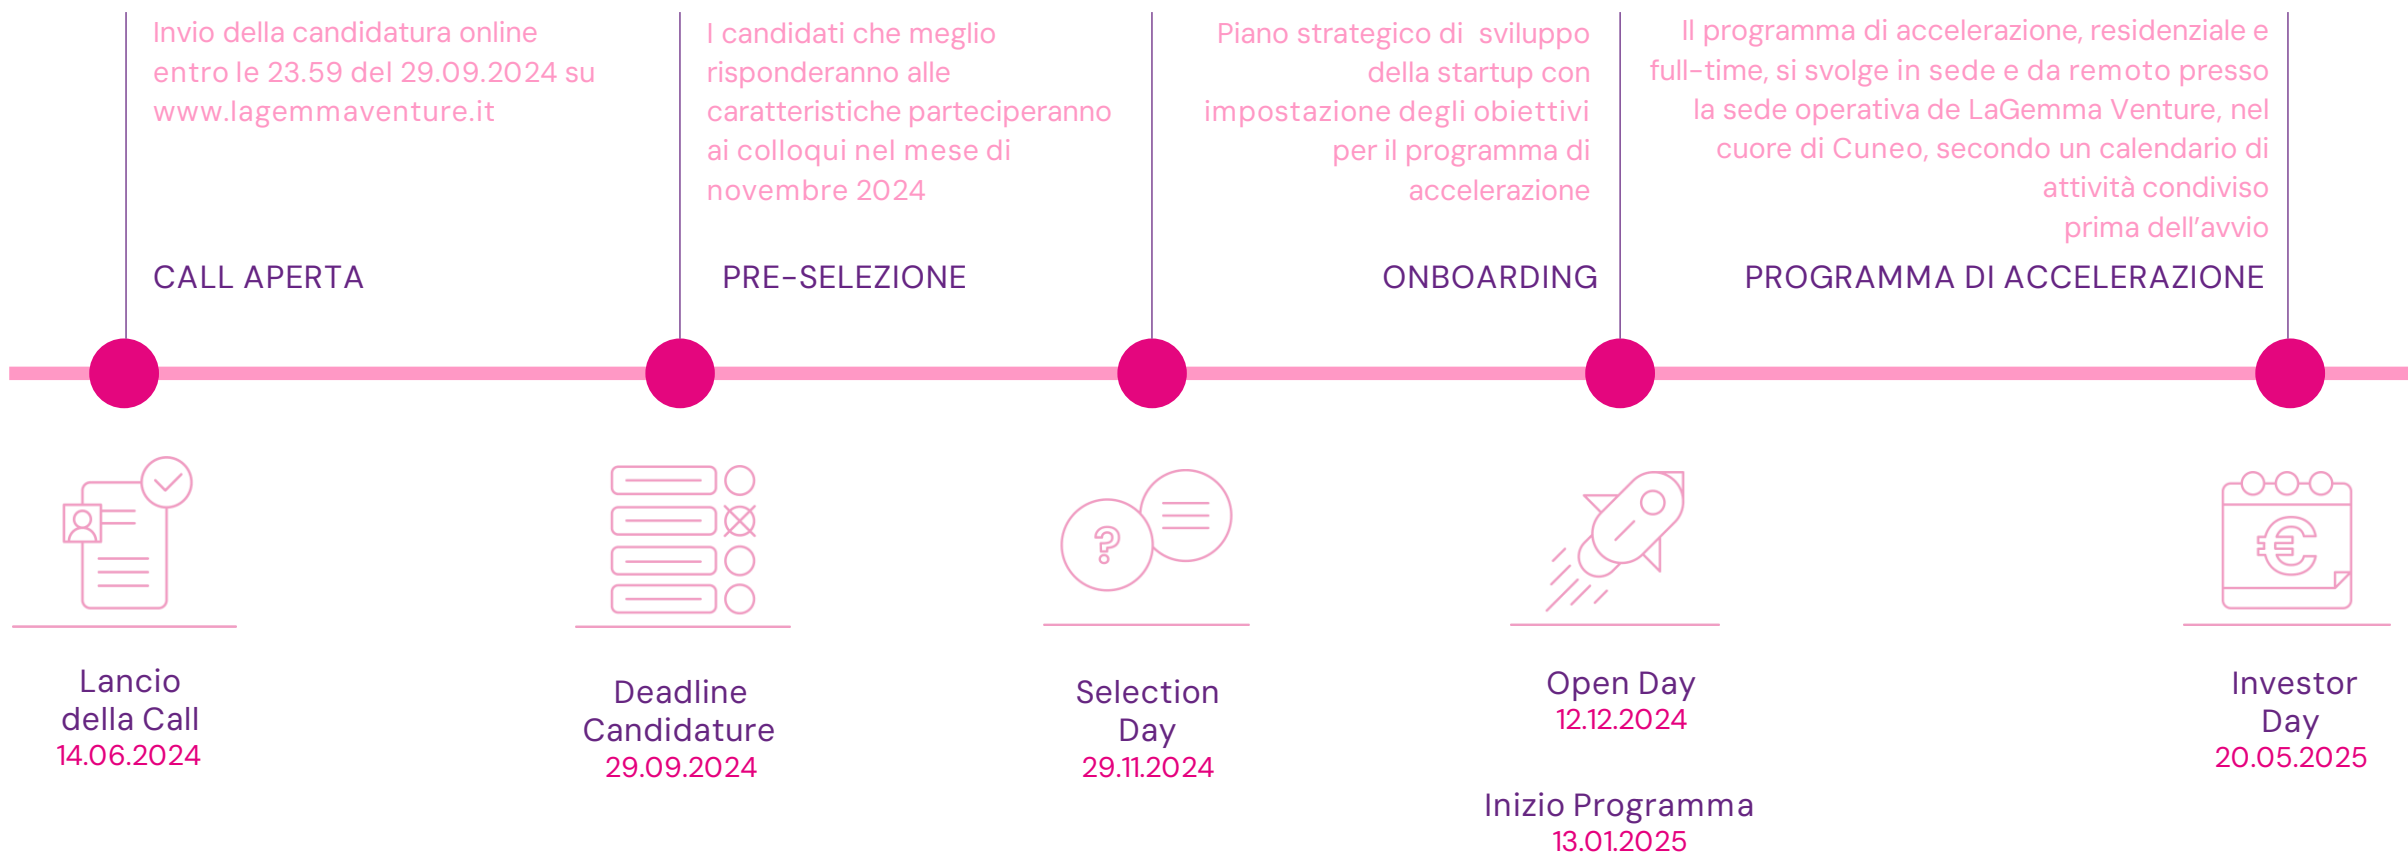 Invio della candidatura online
entro le 23.59 del 29.09.2024 su
www.lagemmaventure.it
CALL APERTA
I candidati che meglio
risponderanno alle
caratteristiche parteciperanno
ai colloqui nel mese di
novembre 2024
PRE-SELEZIONE
Piano strategico di sviluppo
della startup con
impostazione degli obiettivi
per il programma di
accelerazione
ONBOARDING
Il programma di accelerazione, residenziale e
full-time, si svolge in sede e da remoto presso
la sede operativa de LaGemma Venture, nel
cuore di Cuneo, secondo un calendario di
attività condiviso
prima dell'avvio
PROGRAMMA DI ACCELERAZIONE
?
€
Lancio
della Call
14.06.2024
Deadline
Candidature
29.09.2024
Selection
Day
29.11.2024
Open Day
12.12.2024
Inizio Programma
13.01.2025
Investor
Day
20.05.2025